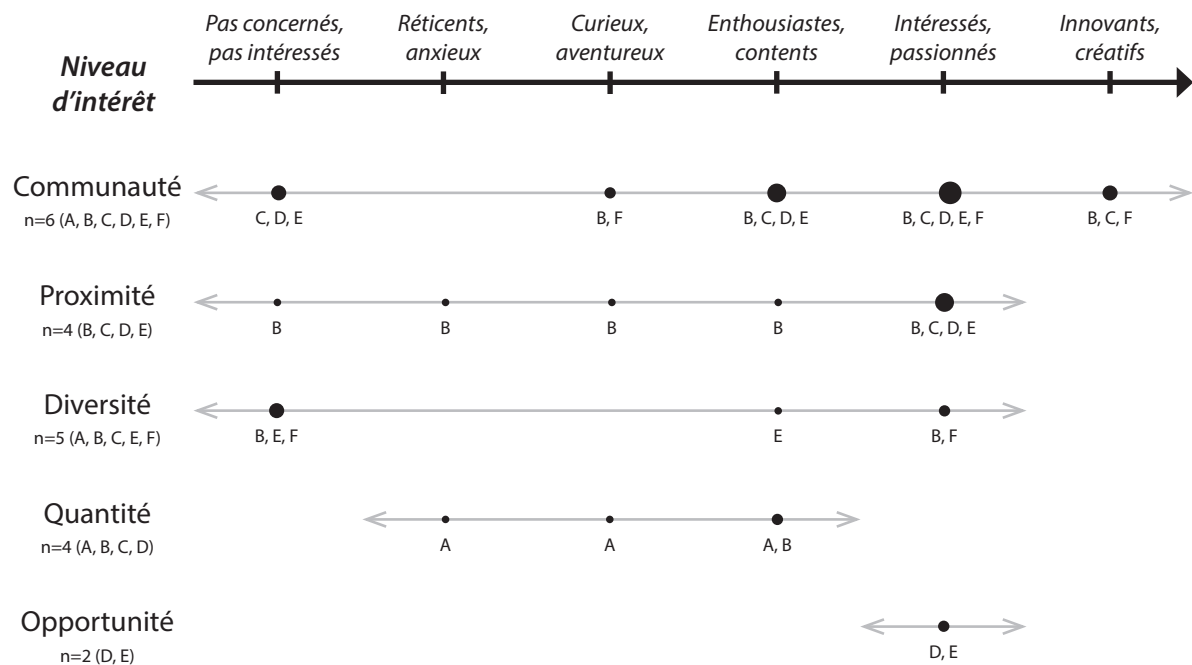 Pas concernés,
pas intéressés
Réticents,
anxieux
Curieux,
aventureux
Enthousiastes,
contents
Intéressés,
passionnés
Innovants,
créatifs
Niveau
d'intérêt
Communauté
n=6 (A, B, C, D, E, F)
C, D, E
B, F
B, C, D, E
B, C, D, E, F
B, C, F
Proximité
n=4 (B, C, D, E)
B
B
B
B
B, C, D, E
Diversité
n=5 (A, B, C, E, F)
B, E, F
E
B, F
Quantité
n=4 (A, B, C, D)
A
A
A, B
Opportunité
n=2 (D, E)
D, E